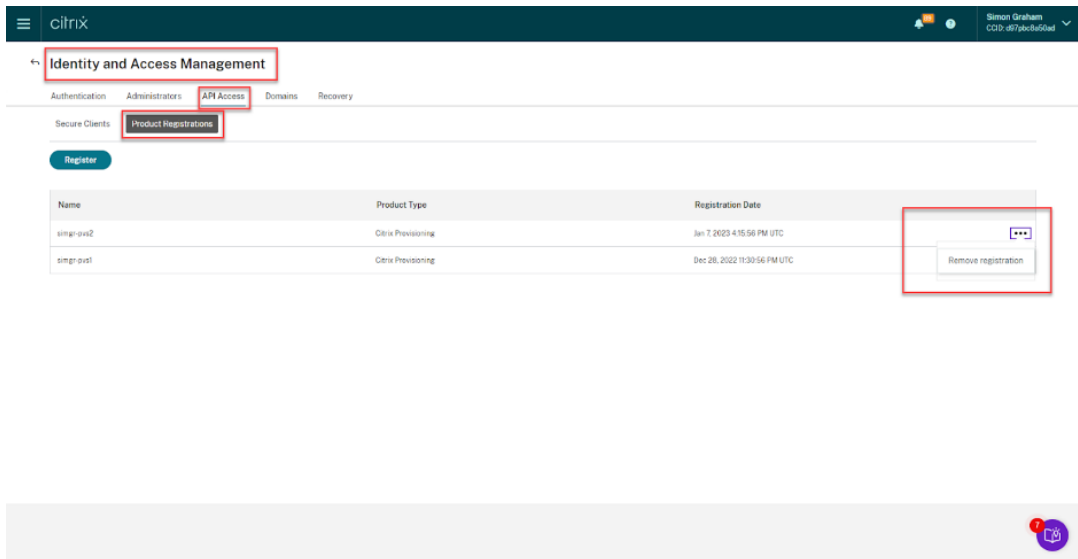 citrix
Simon Graham
CCID: d97pbc8a50ad
Identity and Access Management
Authentication Administrators API Access Domains Recovery
Secure Clients Product Registrations
Register
Name Product Type Registration Date
simgr-pvs2 Citrix Provisioning Jan 7, 2023 4:15:56 PM UTC
simgr-pvs1 Citrix Provisioning Dec 28, 2022 11:30:56 PM UTC
Remove registration
7